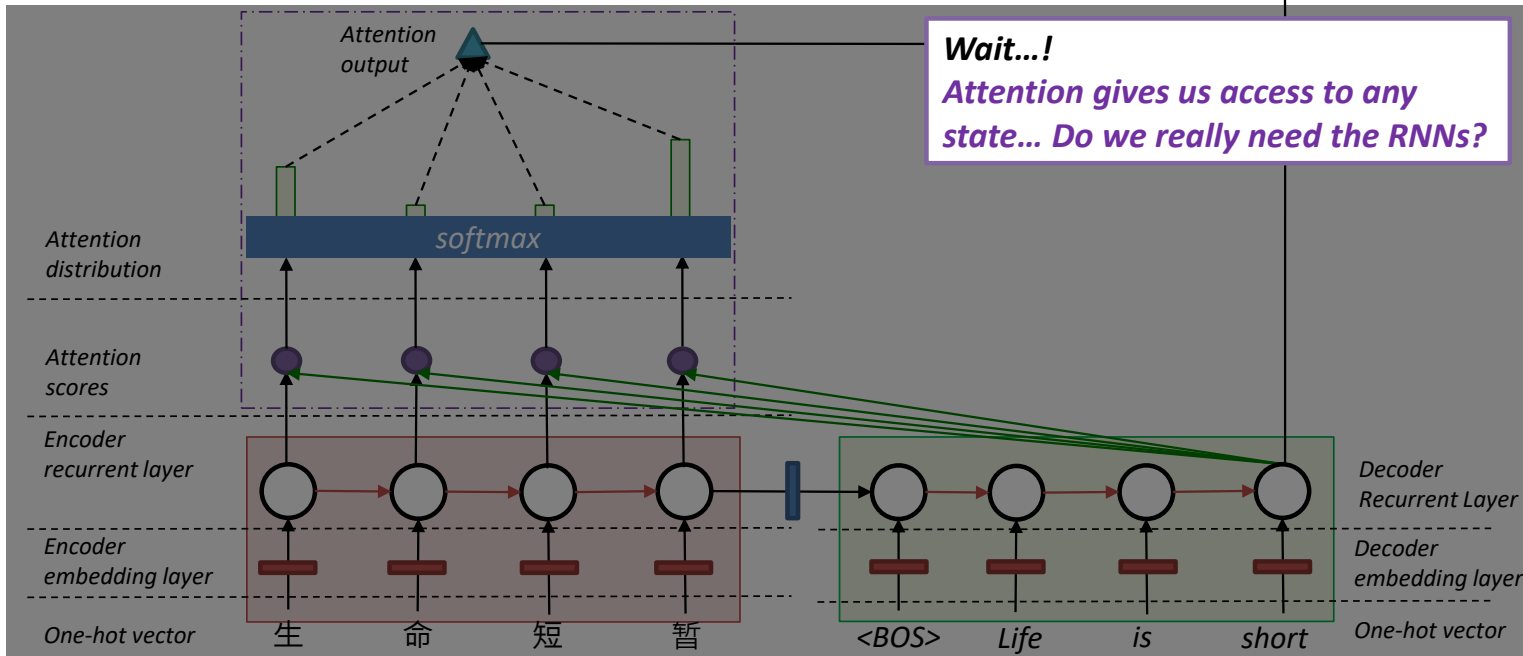 Attention
output
Wait…!
Attention gives us access to any
state… Do we really need the RNNs?
softmax
Attention
distribution
Attention
scores
Encoder
recurrent layer
Decoder
Recurrent Layer
Encoder
embedding layer
Decoder
embedding layer
One-hot vector
生 命 短 暂
<BOS> Life is short
One-hot vector